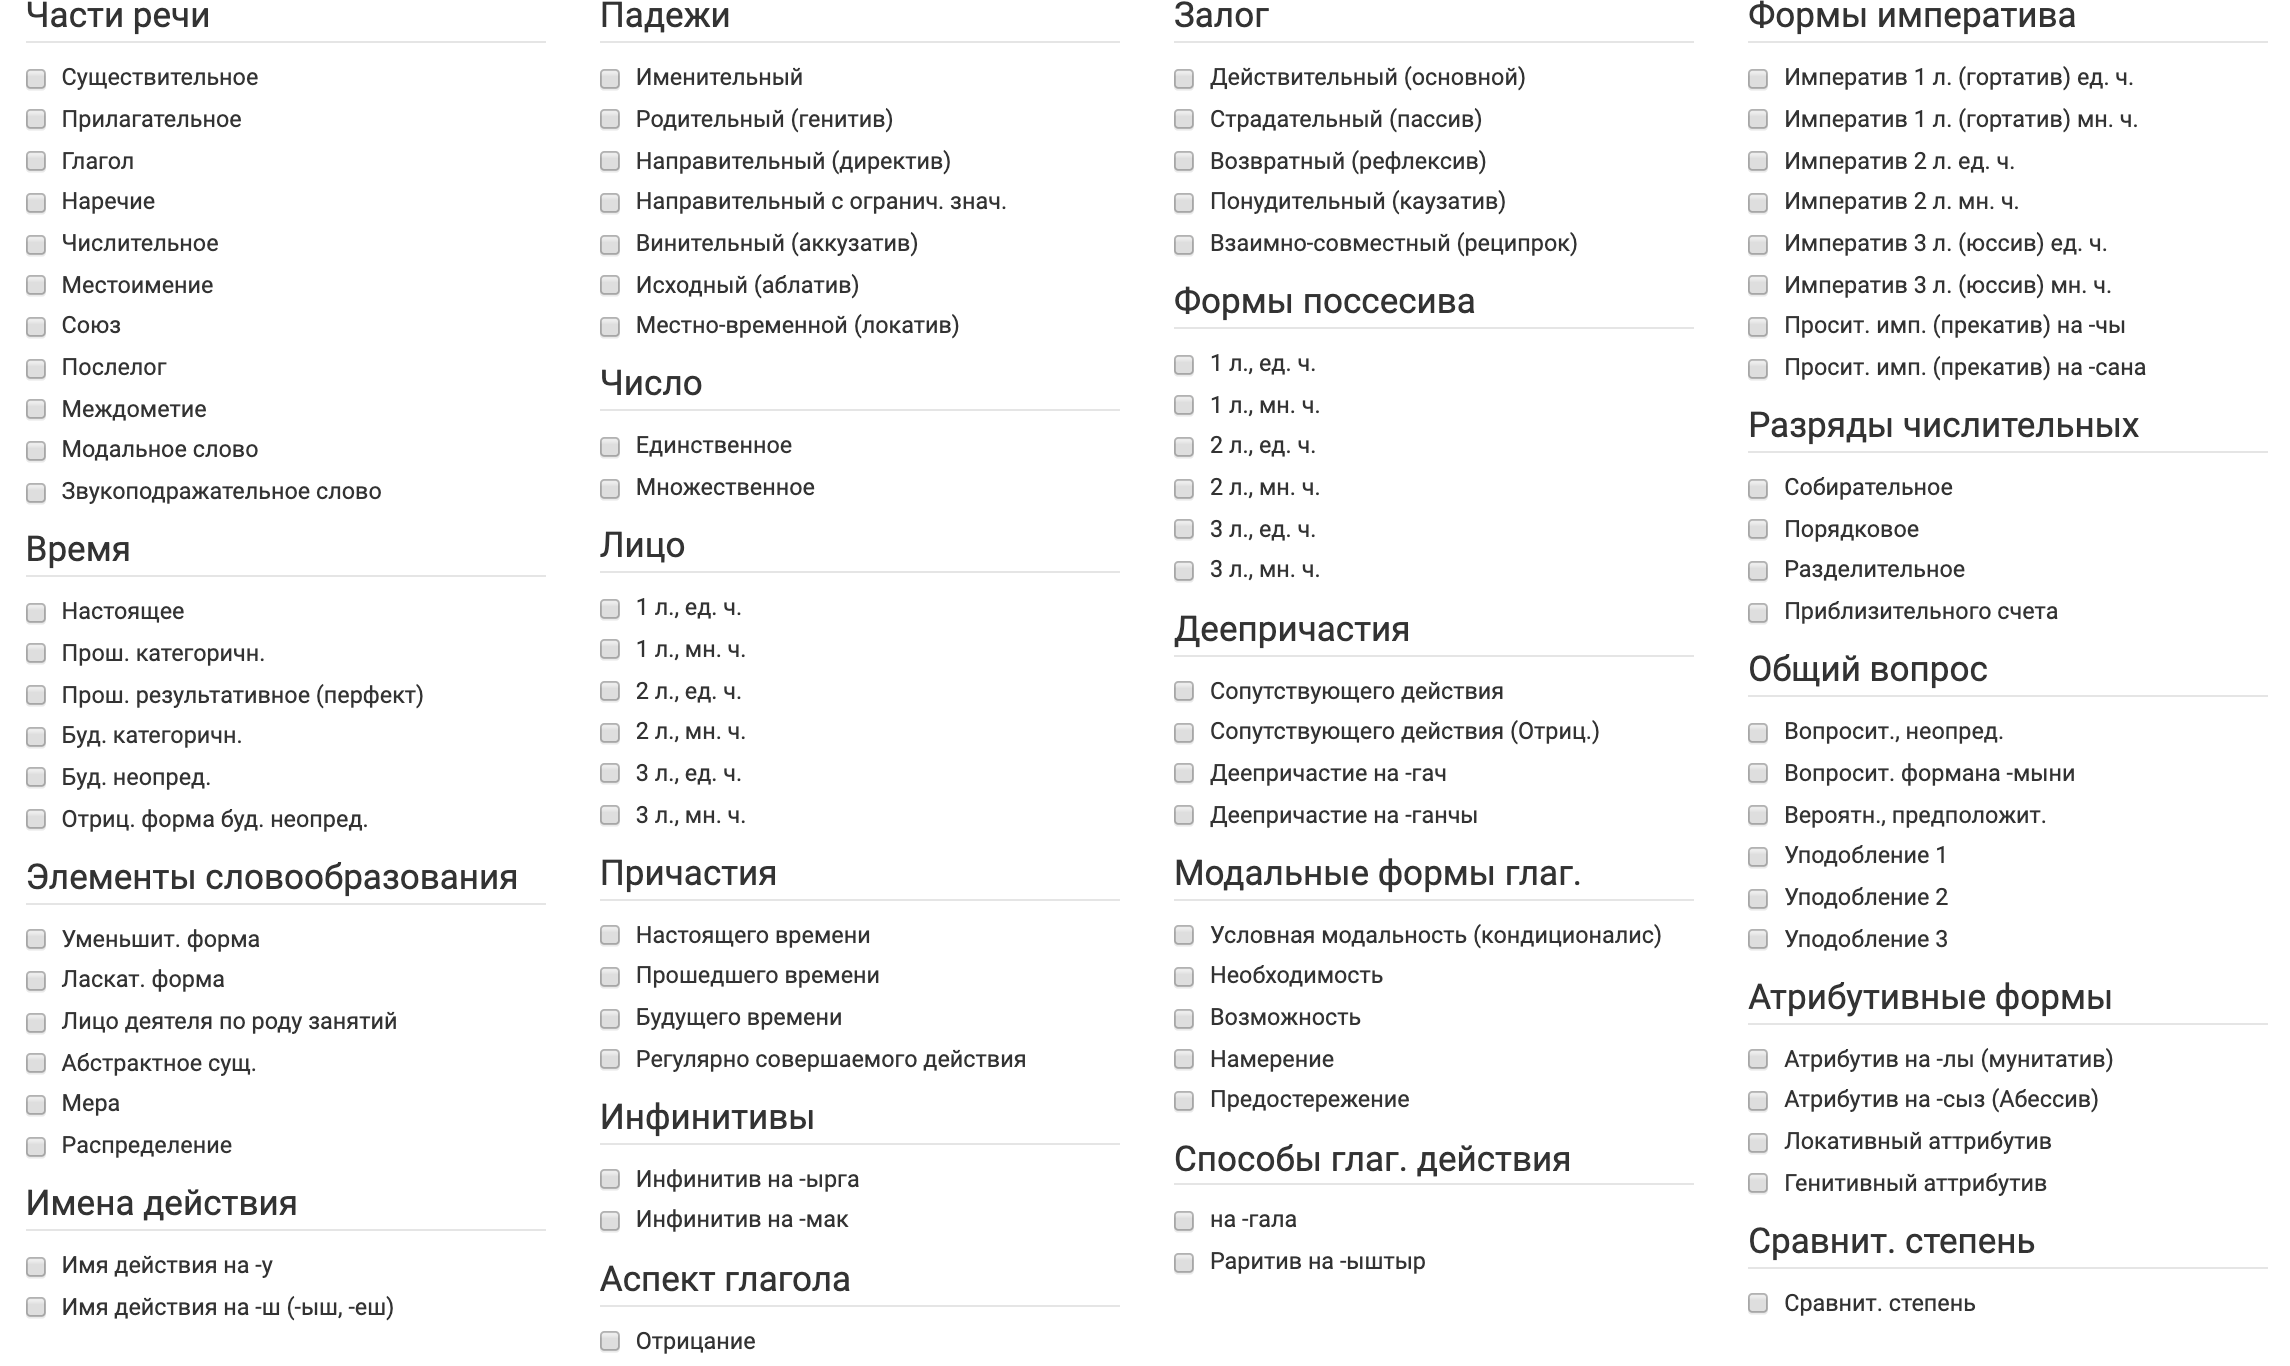 Части речи
Существительное
Прилагательное
Глагол
Наречие
Числительное
Местоимение
Союз
Послелог
Междометие
Модальное слово
Звукоподражательное слово
Время
Настоящее
Прош. категоричн.
Прош. результативное (перфект)
Буд. категоричн.
Буд. неопред.
Отриц. форма буд. неопред.
Элементы словообразования
Уменьшит. форма
Ласкат. форма
Лицо деятеля по роду занятий
Абстрактное сущ.
Мера
Распределение
Имена действия
Имя действия на -у
Имя действия на -ш (-ыш, -еш)
Падежи
Именительный
Родительный (генитив)
Направительный (директив)
Направительный с огранич. знач.
Винительный (аккузатив)
Исходный (аблатив)
Местно-временной (локатив)
Число
Единственное
Множественное
Лицо
1 л., ед. ч.
1 л., мн. ч.
2 л., ед. ч.
2 л., мн. ч.
3 л., ед. ч.
3 л., мн. ч.
Причастия
Настоящего времени
Прошедшего времени
Будущего времени
Регулярно совершаемого действия
Инфинитивы
Инфинитив на -ырга
Инфинитив на -мак
Аспект глагола
Отрицание
Залог
Действительный (основной)
Страдательный (пассив)
Возвратный (рефлексив)
Понудительный (каузатив)
Взаимно-совместный (реципрок)
Формы поссесива
1 л., ед. ч.
1 л., мн. ч.
2 л., ед. ч.
2 л., мн. ч.
3 л., ед. ч.
3 л., мн. ч.
Деепричастия
Сопутствующего действия
Сопутствующего действия (Отриц.)
Деепричастие на -гач
Деепричастие на -ганчы
Модальные формы глаг.
Условная модальность (кондиционалис)
Необходимость
Возможность
Намерение
Предостережение
Способы глаг. действия
на -гала
Раритив на -ыштыр
Формы императива
Императив 1 л. (гортатив) ед. ч.
Императив 1 л. (гортатив) мн. ч.
Императив 2 л. ед. ч.
Императив 2 л. мн. ч.
Императив 3 л. (юссив) ед. ч.
Императив 3 л. (юссив) мн. ч.
Просит. имп. (прекатив) на -чы
Просит. имп. (прекатив) на -сана
Разряды числительных
Собирательное
Порядковое
Разделительное
Приблизительного счета
Общий вопрос
Вопросит., неопред.
Вопросит. формана -мыни
Вероятн., предположит.
Уподобление 1
Уподобление 2
Уподобление 3
Атрибутивные формы
Атрибутив на -лы (мунитатив)
Атрибутив на -сыз (Абессив)
Локативный аттрибутив
Генитивный аттрибутив
Сравнит. степень
Сравнит. степень